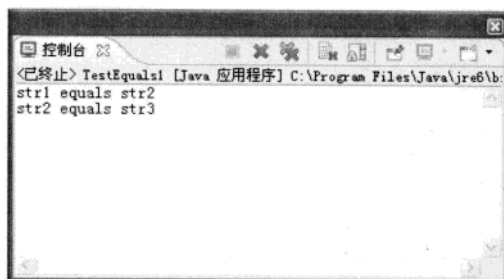 控制台
<已终止> TestEquals1 [Java 应用程序] C:\Program Files\Java\jre6\b
str1 equals str2
str2 equals str3